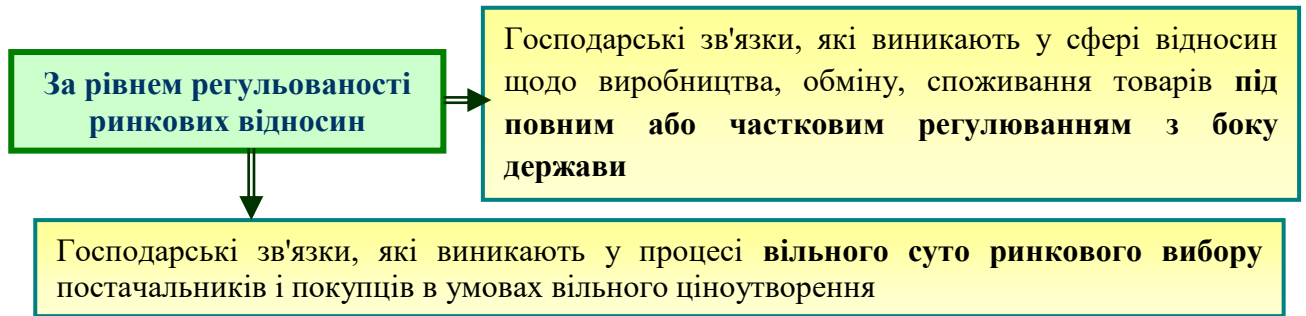 За рівнем регульованості
ринкових відносин
Господарські зв'язки, які виникають у сфері відносин
щодо виробництва, обміну, споживання товарів під
повним або частковим регулюванням з боку
держави
Господарські зв'язки, які виникають у процесі вільного суто ринкового вибору
постачальників і покупців в умовах вільного ціноутворення